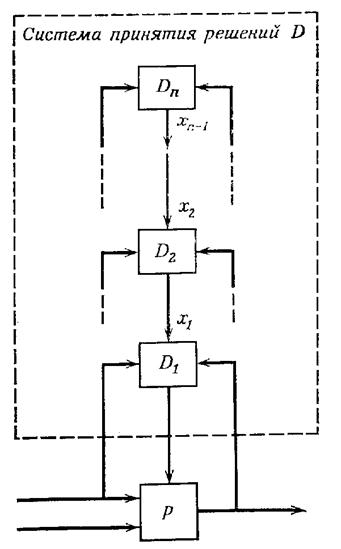 Система принятия решений D
Dn
xn-1
x2
D2
x1
D1
P